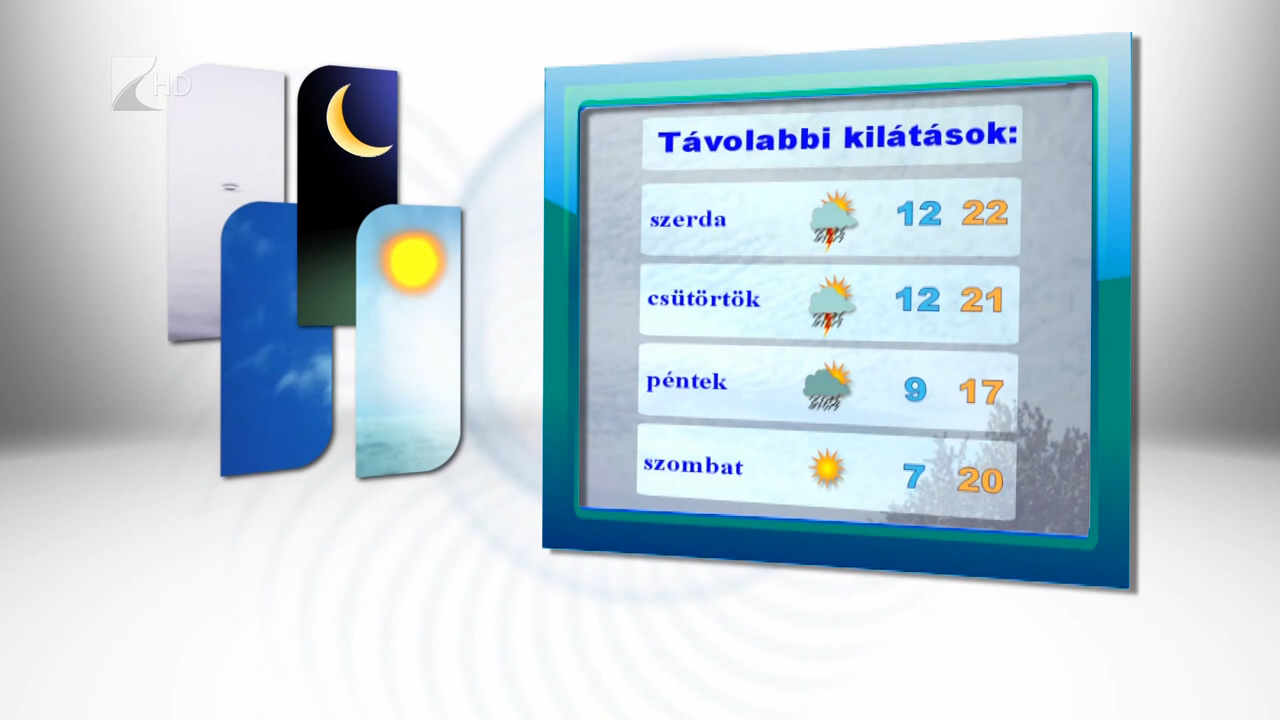 HD
Távolabbi kilátások:
szerda 12 22
csütörtök 12 21
péntek 9 17
szombat 7 20